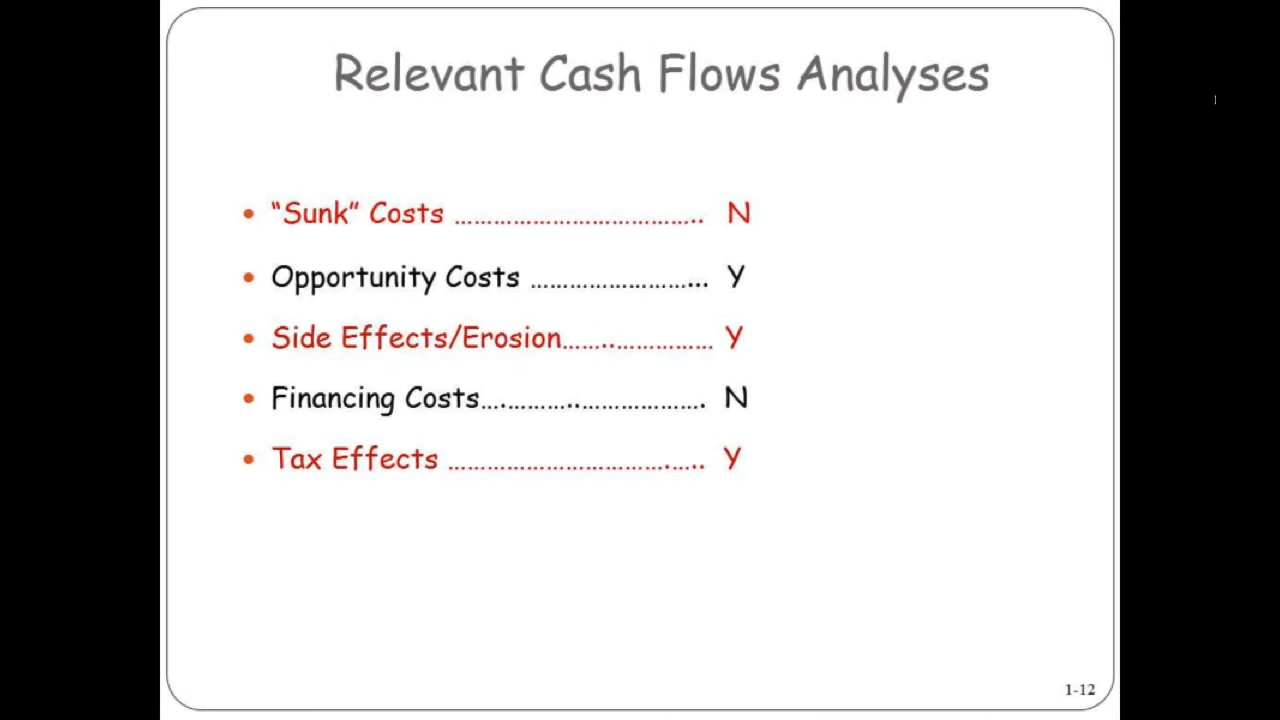 Relevant Cash Flows Analyses
• “Sunk” Costs ……………………………….. N
• Opportunity Costs ……………………... Y
• Side Effects/Erosion……..…………… Y
• Financing Costs….………..………………. N
• Tax Effects …………………………….….. Y
1-12